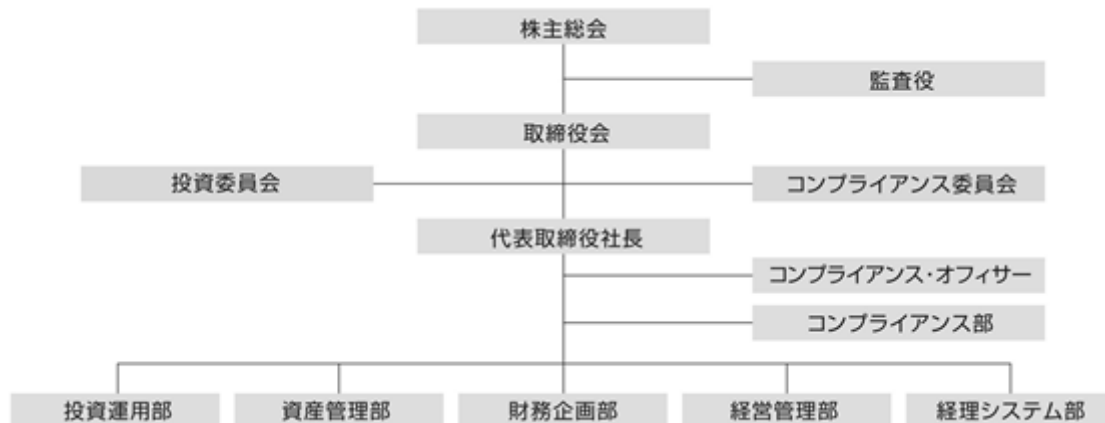 株主総会
監査役
取締役会
投資委員会
コンプライアンス委員会
代表取締役社長
コンプライアンス・オフィサー
コンプライアンス部
投資運用部
資産管理部
財務企画部
経営管理部
経理システム部